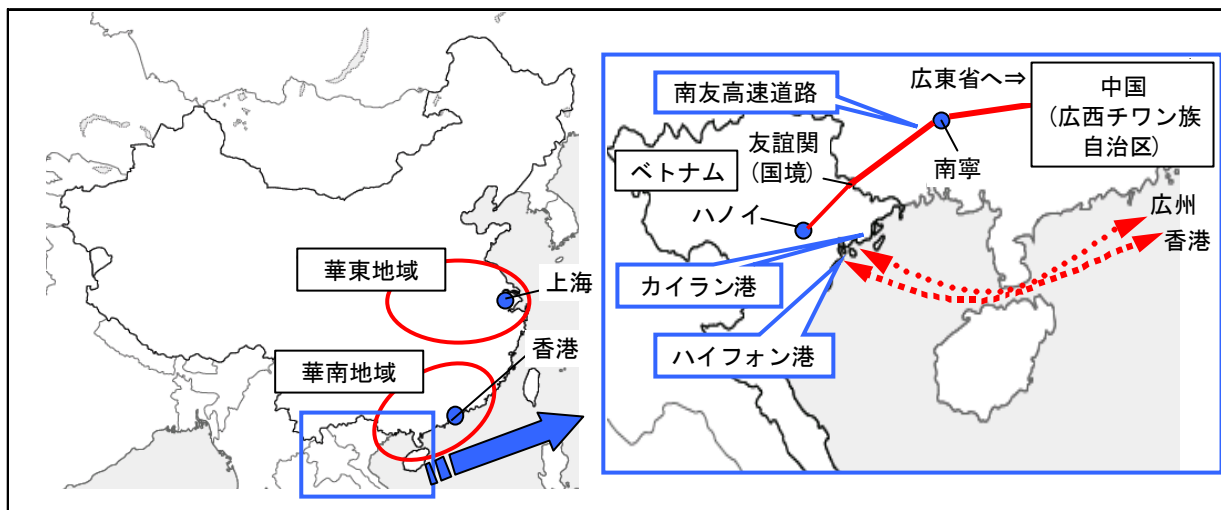 華東地域
上海
香港
華南地域
南友高速道路
広東省へ⇒
中国
(広西チワン族
自治区)
友誼関
(国境)
ベトナム
南寧
ハノイ
広州
香港
カイラン港
ハイフォン港